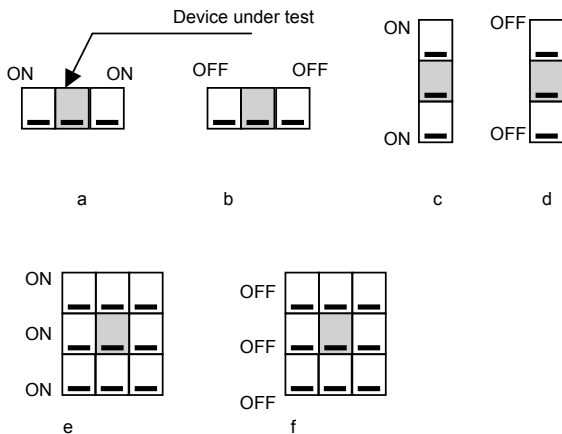 Device under test
ON ON
OFF OFF
ON
ON
OFF
OFF
a b c d
ON
ON
ON
OFF
OFF
OFF
e f